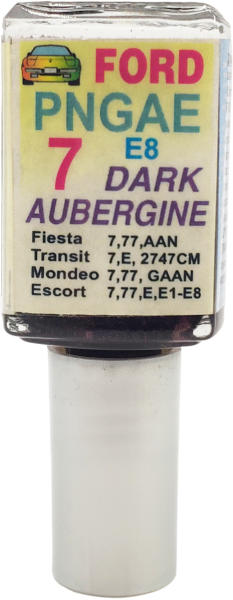 FORD
PNGAE
7 E8
DARK
AUBERGINE
Fiesta 7,77,AAN
Transit 7,E, 2747CM
Mondeo 7,77, GAAN
Escort 7,77,E,E1-E8